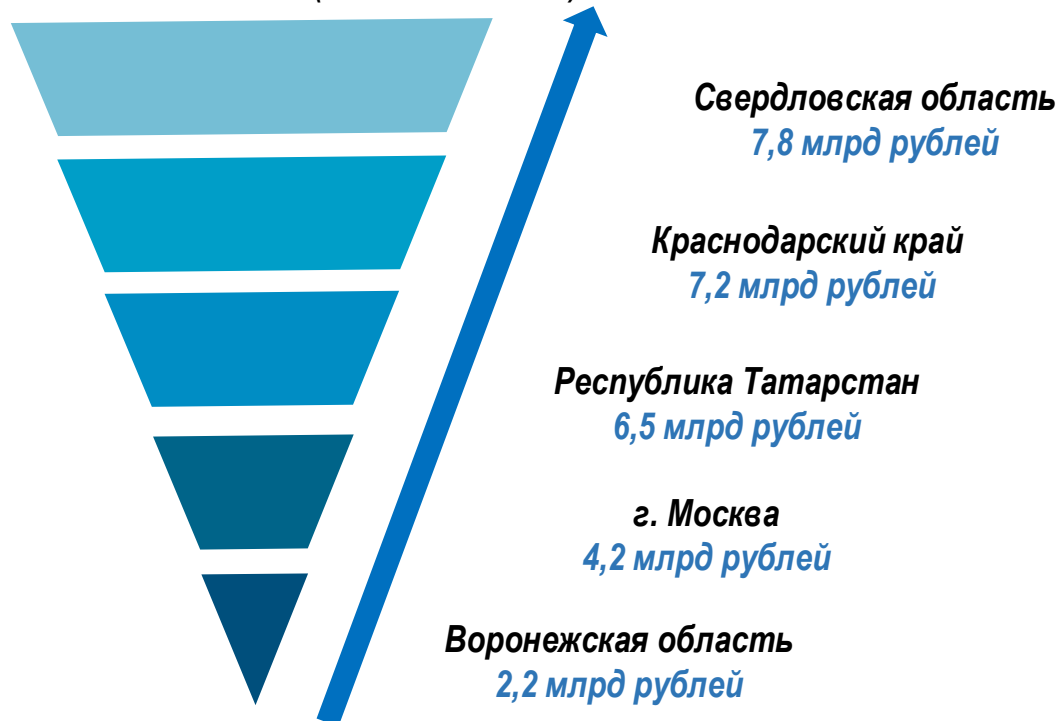 Свердловская область
7,8 млрд рублей
Краснодарский край
7,2 млрд рублей
Республика Татарстан
6,5 млрд рублей
г. Москва
4,2 млрд рублей
Воронежская область
2,2 млрд рублей